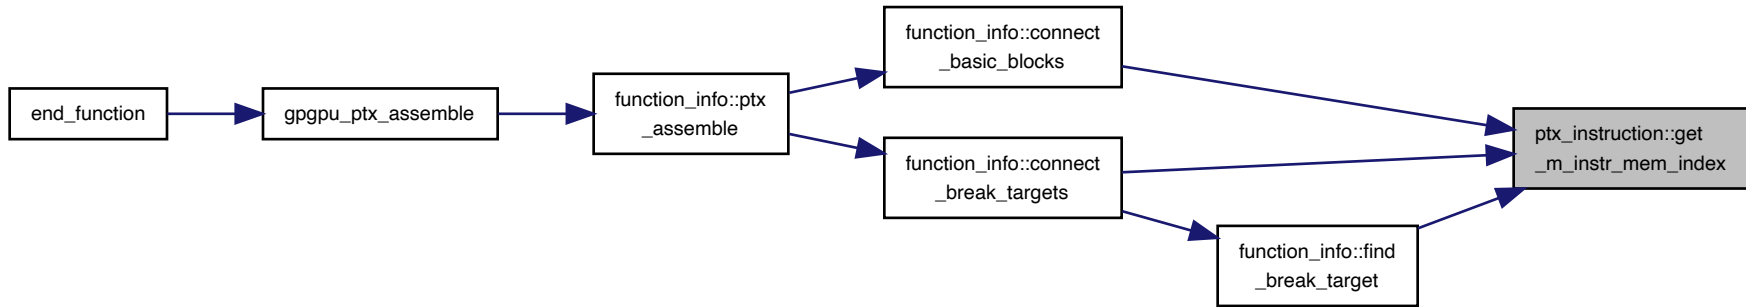 end_function
gpgpu_ptx_assemble
function_info::ptx
_assemble
function_info::connect
_basic_blocks
function_info::connect
_break_targets
function_info::find
_break_target
ptx_instruction::get
_m_instr_mem_index